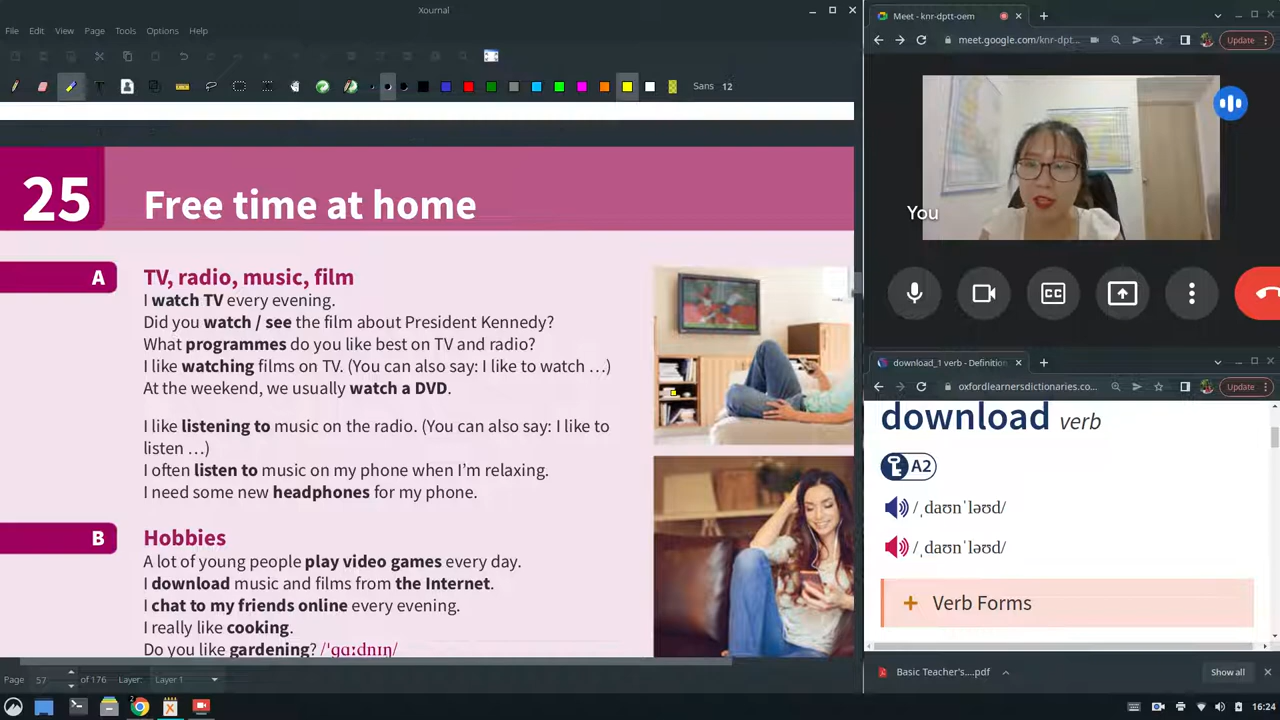 Xournal
File Edit View Page Tools Options Help
Sans 12
25 Free time at home
A TV, radio, music, film
I watch TV every evening.
Did you watch / see the film about President Kennedy?
What programmes do you like best on TV and radio?
I like watching films on TV. (You can also say: I like to watch …)
At the weekend, we usually watch a DVD.
I like listening to music on the radio. (You can also say: I like to
listen …)
I often listen to music on my phone when I'm relaxing.
I need some new headphones for my phone.
B Hobbies
A lot of young people play video games every day.
I download music and films from the Internet.
I chat to my friends online every evening.
I really like cooking.
Do you like gardening? /ˈɡɑːdnɪŋ/
Page 57 of 176 Layer: Layer 1
Meet - knr-dptt-oem
meet.google.com/knr-dpt...
Update
You
CC
download_1 verb - Definition
oxfordlearnersdictionaries.co...
Update
download verb
A2
/ˌdaʊnˈləʊd/
/ˌdaʊnˈləʊd/
+ Verb Forms
Basic Teacher's....pdf
Show all
2
16:24